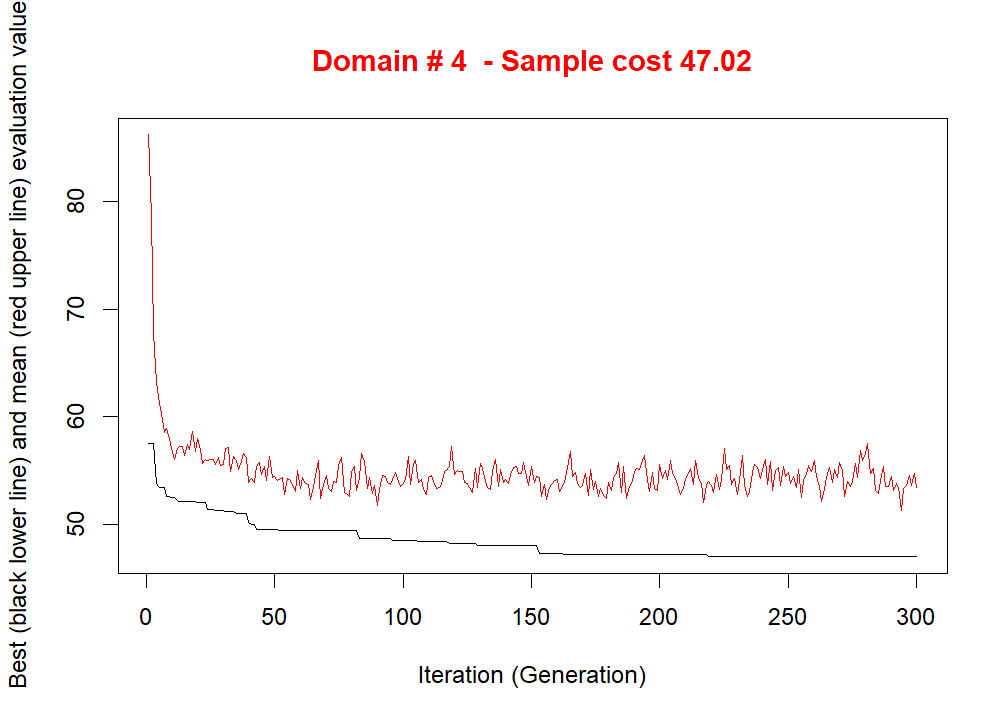 Domain # 4  - Sample cost 47.02
Best (black lower line) and mean (red upper line) evaluation value
80
70
60
50
0 50 100 150 200 250 300
Iteration (Generation)